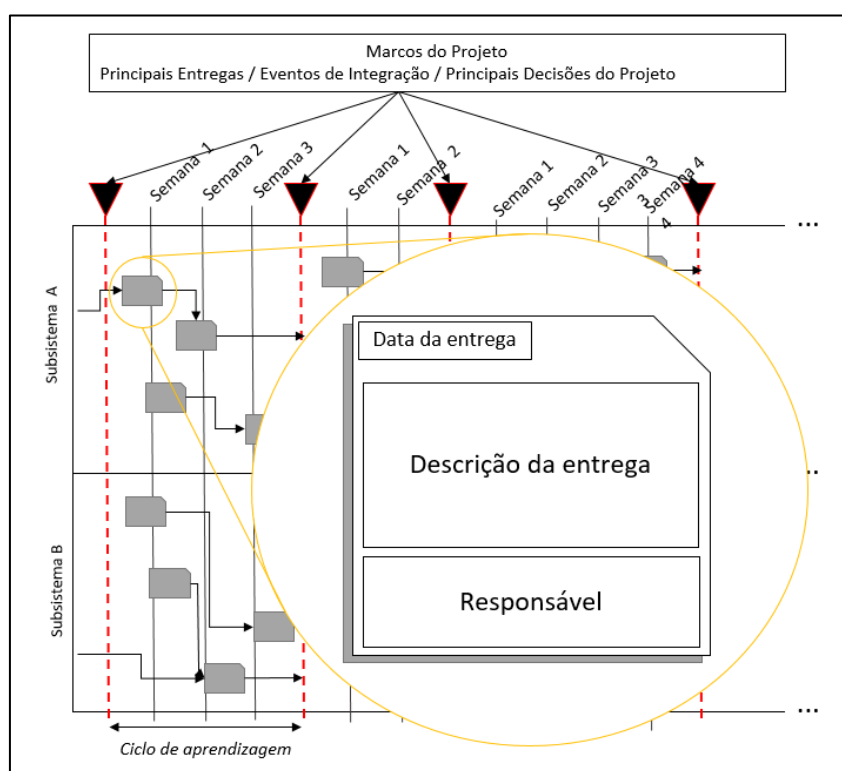 Marcos do Projeto
Principais Entregas / Eventos de Integração / Principais Decisões do Projeto
Semana 1
Semana 2
Semana 3
Semana 1
Semana 2
Semana 1
Semana 2
Semana 3
3
Semana 4
4
...
Subsistema A
Data da entrega
Descrição da entrega
..
Subsistema B
Responsável
...
Ciclo de aprendizagem